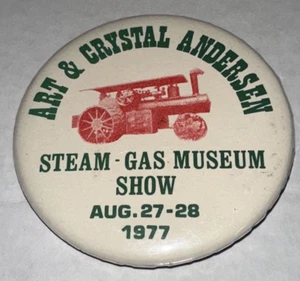 ART & CRYSTAL ANDERSEN
STEAM-GAS MUSEUM
SHOW
AUG. 27-28
1977